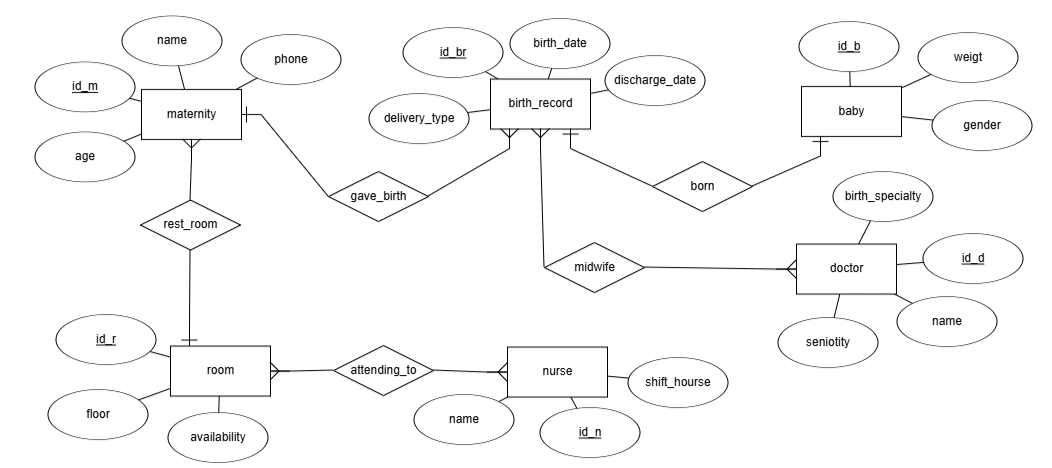 name
phone
id_m
maternity
age
id_br
birth_date
discharge_date
birth_record
delivery_type
id_b
weigt
baby
gender
gave_birth
born
rest_room
birth_specialty
midwife
doctor
id_d
name
seniotity
id_r
room
floor
availability
attending_to
nurse
shift_hourse
name
id_n